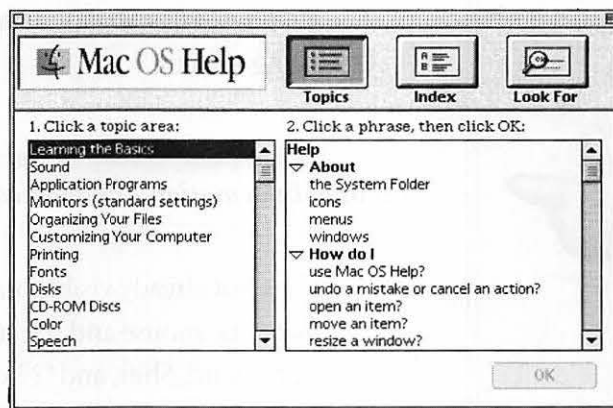 Mac OS Help
Topics
Index
Look For
1. Click a topic area:
Learning the Basics
Sound
Application Programs
Monitors (standard settings)
Organizing Your Files
Customizing Your Computer
Printing
Fonts
Disks
CD-ROM Discs
Color
Speech
2. Click a phrase, then click OK:
Help
About
the System Folder
icons
menus
windows
How do I
use Mac OS Help?
undo a mistake or cancel an action?
open an item?
move an item?
resize a window?
OK